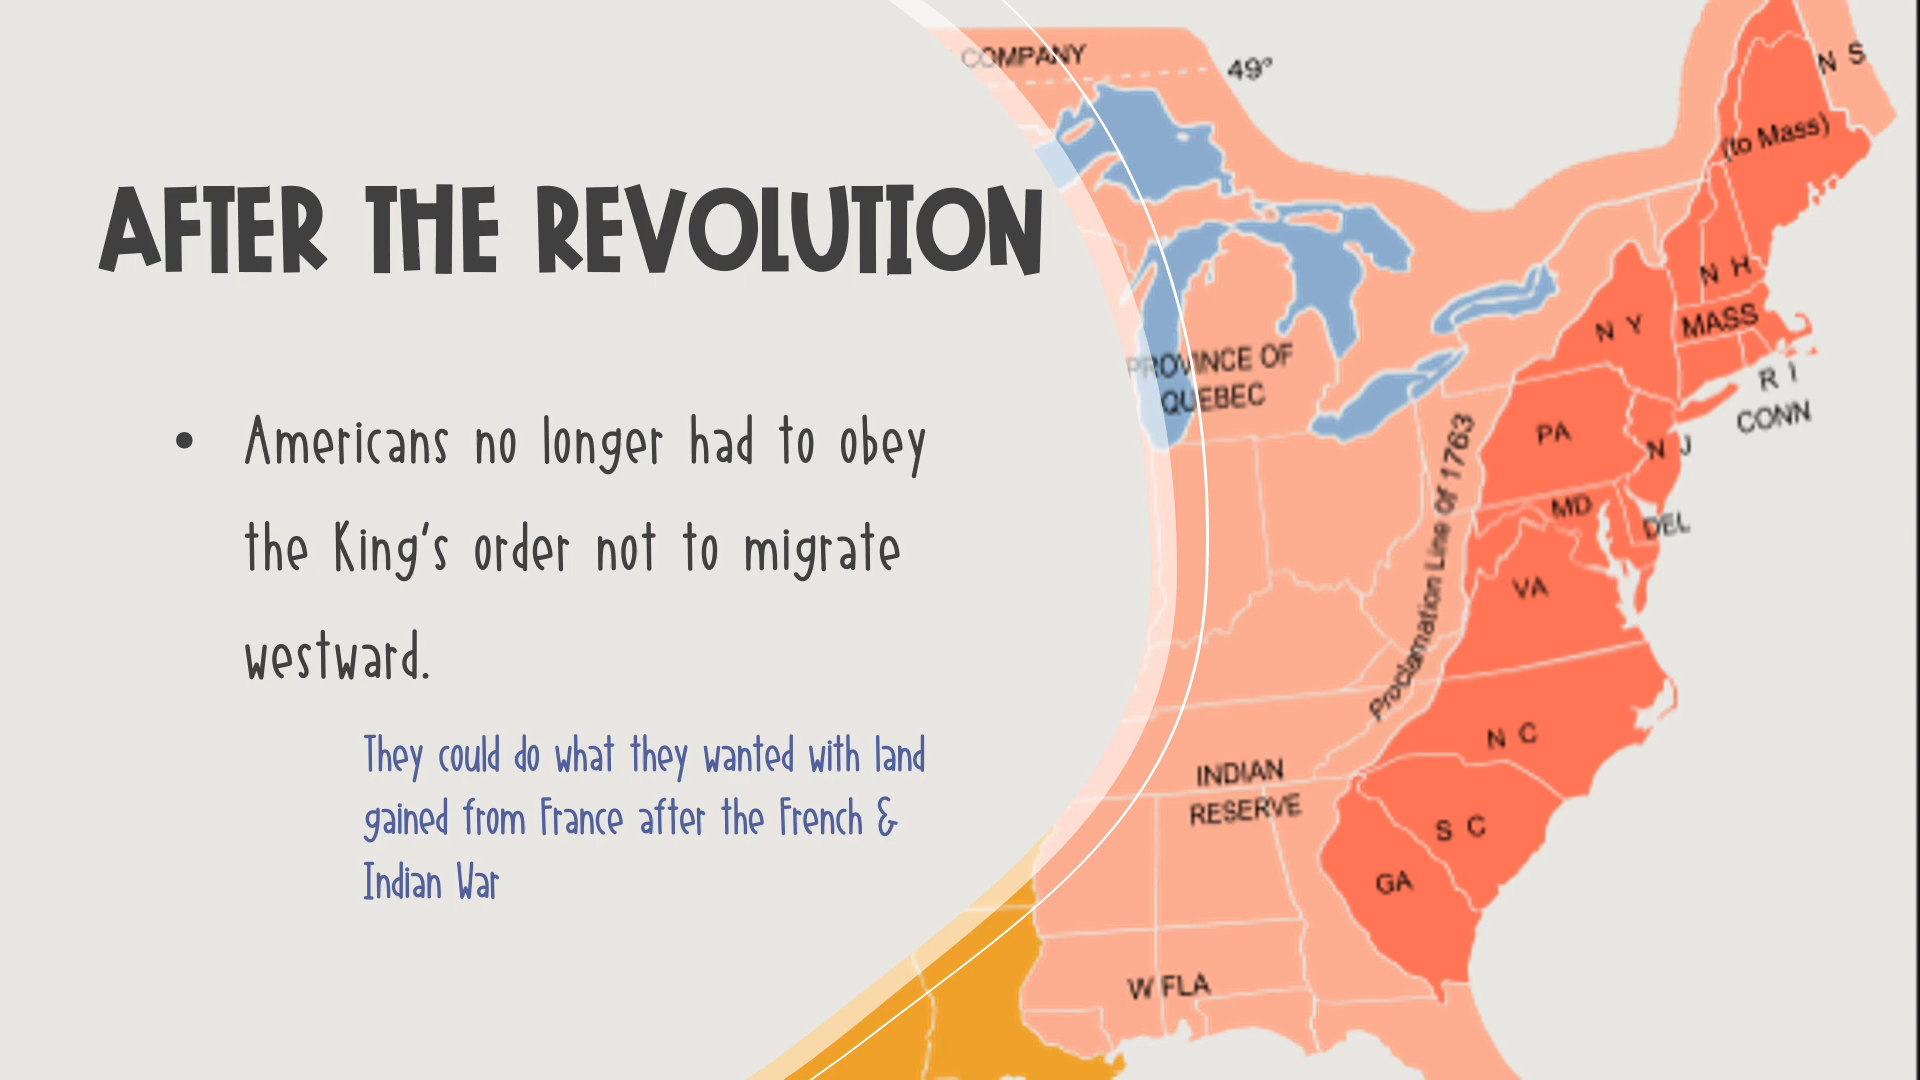 AFTER THE REVOLUTION
• Americans no longer had to obey
the King's order not to migrate
westward.
They could do what they wanted with land
gained from France after the French &
Indian War
COMPANY
49°
N S
(to Mass)
N H
N Y
MASS
R I
CONN
PROVINCE OF
QUEBEC
PA
N J
Proclamation Line of 1763
MD
DEL
VA
N C
INDIAN
RESERVE
S C
GA
W FLA